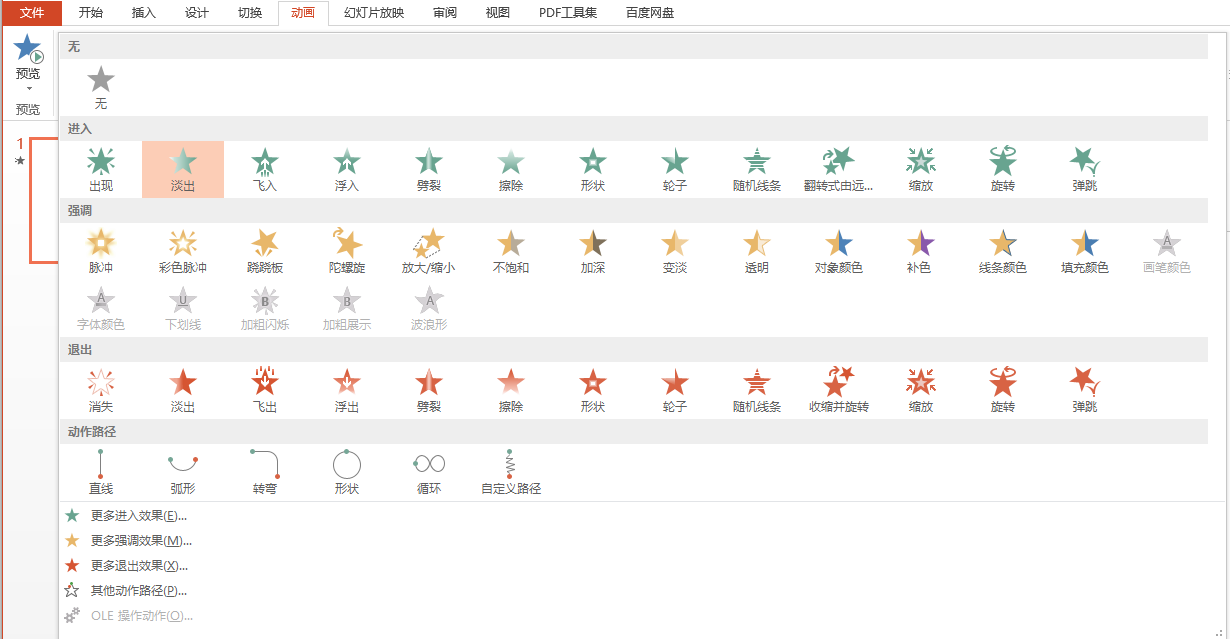 文件 开始 插入 设计 切换 动画 幻灯片放映 审阅 视图 PDF工具集 百度网盘
预览
预览
1
无
无
进入
出现 淡出 飞入 浮入 劈裂 擦除 形状 轮子 随机线条 翻转式由远... 缩放 旋转 弹跳
强调
脉冲 彩色脉冲 跷跷板 陀螺旋 放大/缩小 不饱和 加深 变淡 透明 对象颜色 补色 线条颜色 填充颜色 画笔颜色
字体颜色 下划线 加粗闪烁 加粗展示 波浪形
退出
消失 淡出 飞出 浮出 劈裂 擦除 形状 轮子 随机线条 收缩并旋转 缩放 旋转 弹跳
动作路径
直线 弧形 转弯 形状 循环 自定义路径
更多进入效果(E)...
更多强调效果(M)...
更多退出效果(X)...
其他动作路径(P)...
OLE 操作动作(O)...